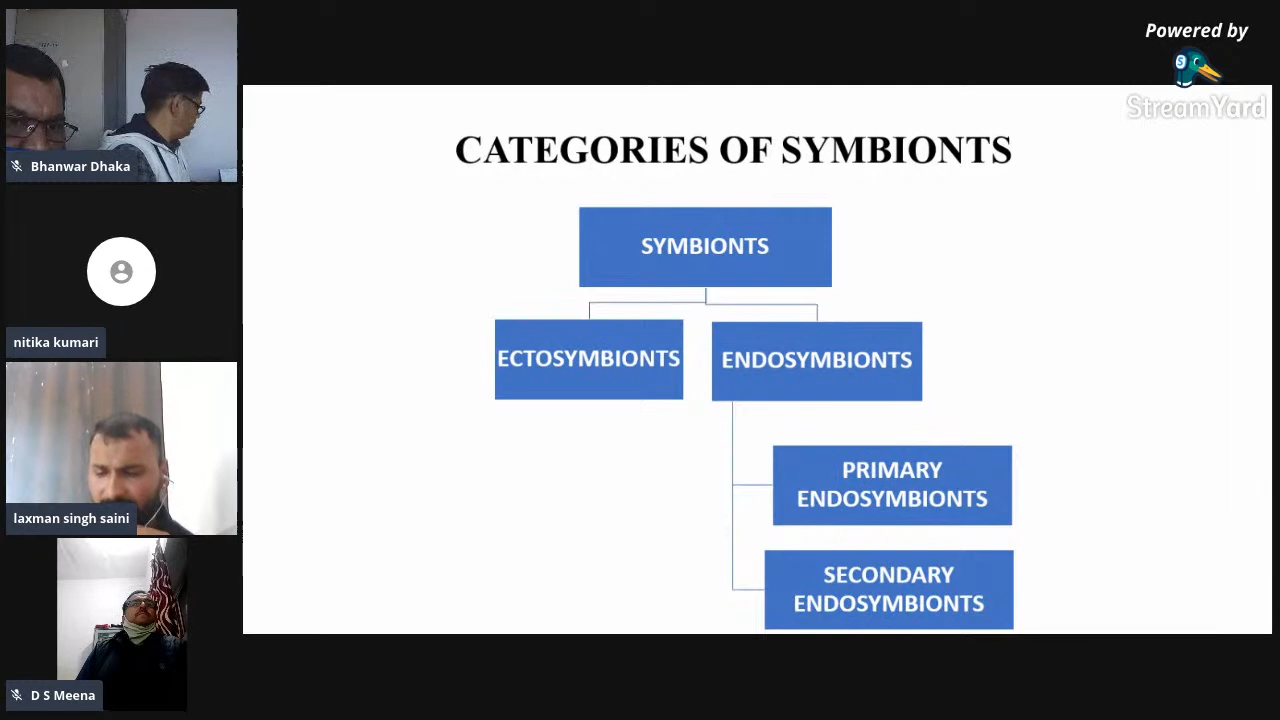 Powered by
StreamYard
Bhanwar Dhaka
nitika kumari
laxman singh saini
D S Meena
CATEGORIES OF SYMBIONTS
SYMBIONTS
ECTOSYMBIONTS
ENDOSYMBIONTS
PRIMARY
ENDOSYMBIONTS
SECONDARY
ENDOSYMBIONTS